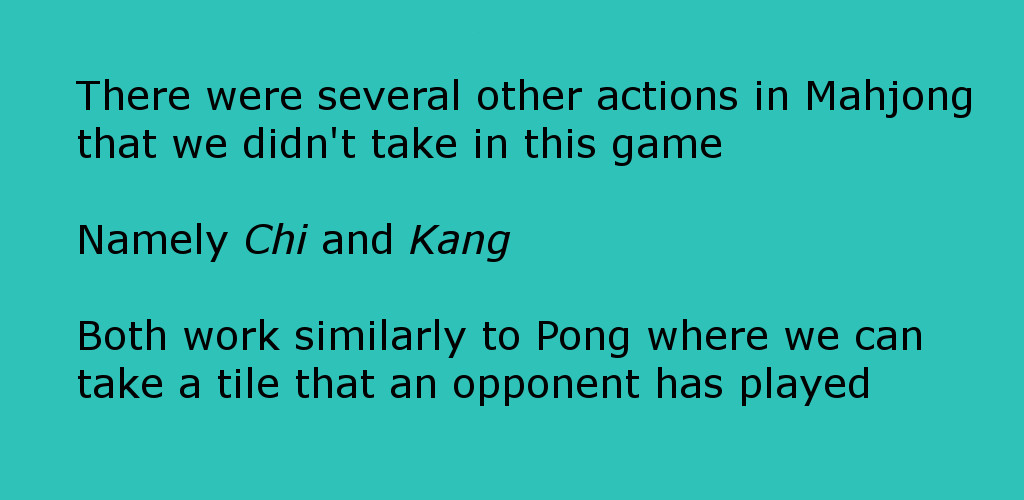 There were several other actions in Mahjong
that we didn't take in this game
Namely Chi and Kang
Both work similarly to Pong where we can
take a tile that an opponent has played